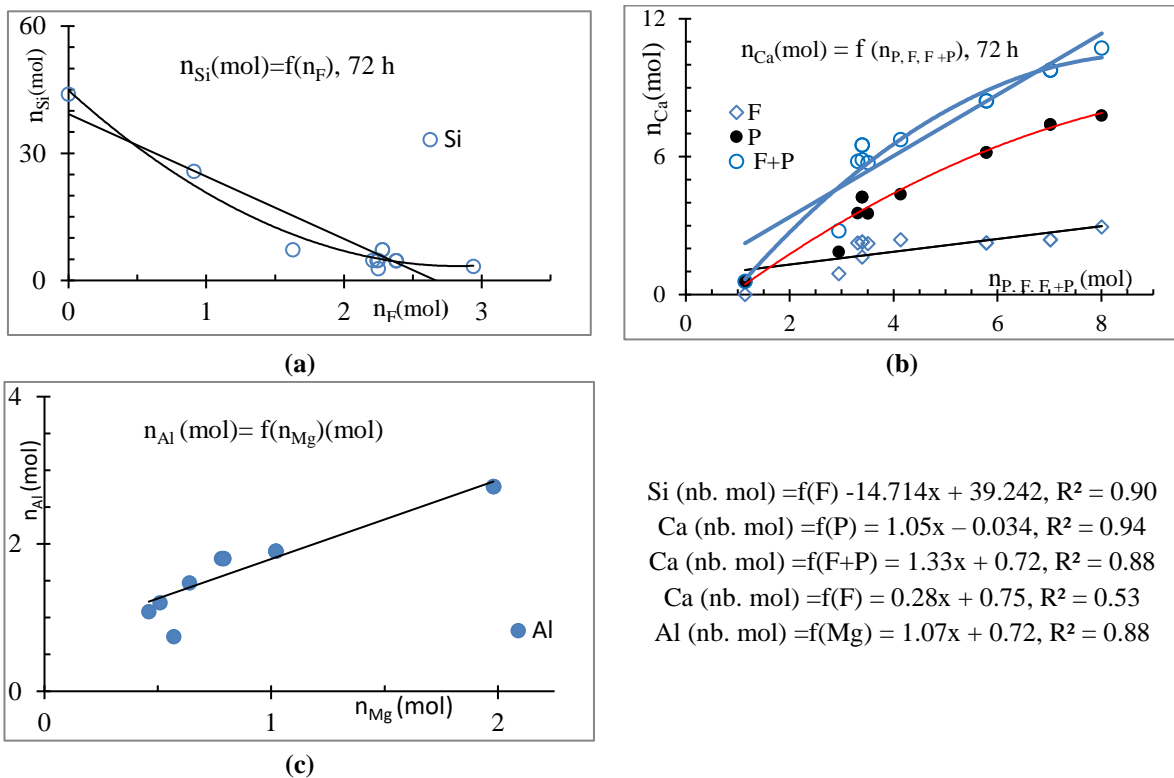 60
n_Si(mol)
n_Si(mol)=f(n_F), 72 h
30
Si
0
0
1
2
3
n_F(mol)
(a)
12
n_Ca(mol)
n_Ca(mol) = f (n_P, F, F +P), 72 h
F
P
F+P
6
0
n_P, F, F+P, (mol)
0
2
4
6
8
(b)
4
n_Al (mol)
n_Al (mol)= f(n_Mg)(mol)
2
Al
0
0
1
2
n_Mg (mol)
(c)
Si (nb. mol) =f(F) -14.714x + 39.242, R² = 0.90
Ca (nb. mol) =f(P) = 1.05x – 0.034, R² = 0.94
Ca (nb. mol) =f(F+P) = 1.33x + 0.72, R² = 0.88
Ca (nb. mol) =f(F) = 0.28x + 0.75, R² = 0.53
Al (nb. mol) =f(Mg) = 1.07x + 0.72, R² = 0.88